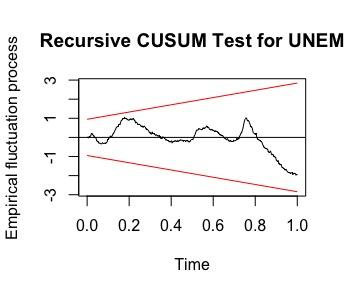 Recursive CUSUM Test for UNEM
Empirical fluctuation process
3
1
-1
-3
0.0 0.2 0.4 0.6 0.8 1.0
Time